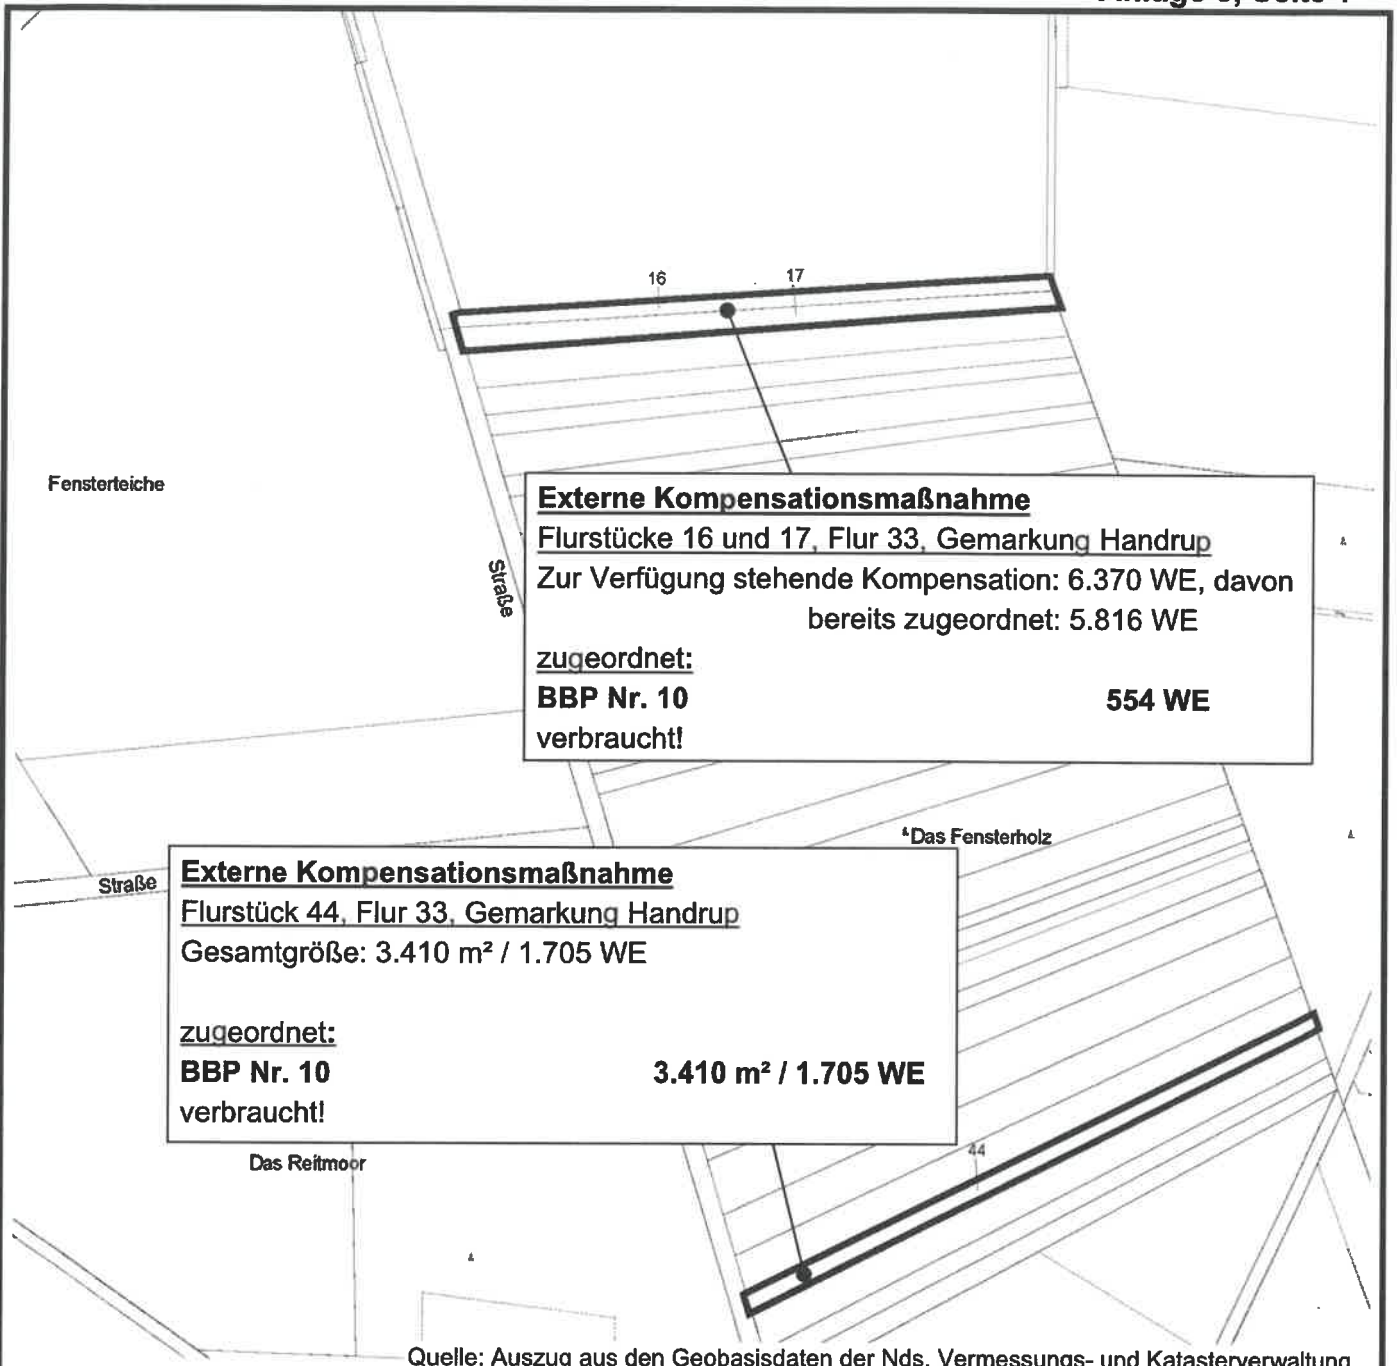 16
17
Fensterteiche
Externe Kompensationsmaßnahme
Flurstücke 16 und 17, Flur 33, Gemarkung Handrup
Zur Verfügung stehende Kompensation: 6.370 WE, davon
bereits zugeordnet: 5.816 WE
zugeordnet:
BBP Nr. 10 554 WE
verbraucht!
Straße
Das Fensterholz
Straße
Externe Kompensationsmaßnahme
Flurstück 44, Flur 33, Gemarkung Handrup
Gesamtgröße: 3.410 m² / 1.705 WE
zugeordnet:
BBP Nr. 10 3.410 m² / 1.705 WE
verbraucht!
44
Das Reitmoor
Quelle: Auszug aus den Geobasisdaten der Nds. Vermessungs- und Katasterverwaltung